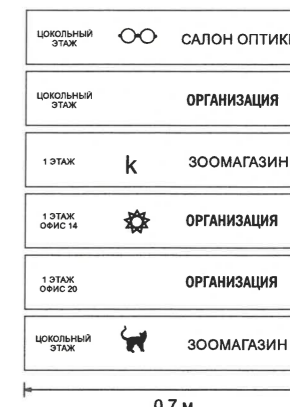 ЦОКОЛЬНЫЙ
ЭТАЖ
САЛОН ОПТИКИ
ЦОКОЛЬНЫЙ
ЭТАЖ
ОРГАНИЗАЦИЯ
1 ЭТАЖ
k
ЗООМАГАЗИН
1 ЭТАЖ
ОФИС 14
ОРГАНИЗАЦИЯ
1 ЭТАЖ
ОФИС 20
ОРГАНИЗАЦИЯ
ЦОКОЛЬНЫЙ
ЭТАЖ
ЗООМАГАЗИН
0,7 м